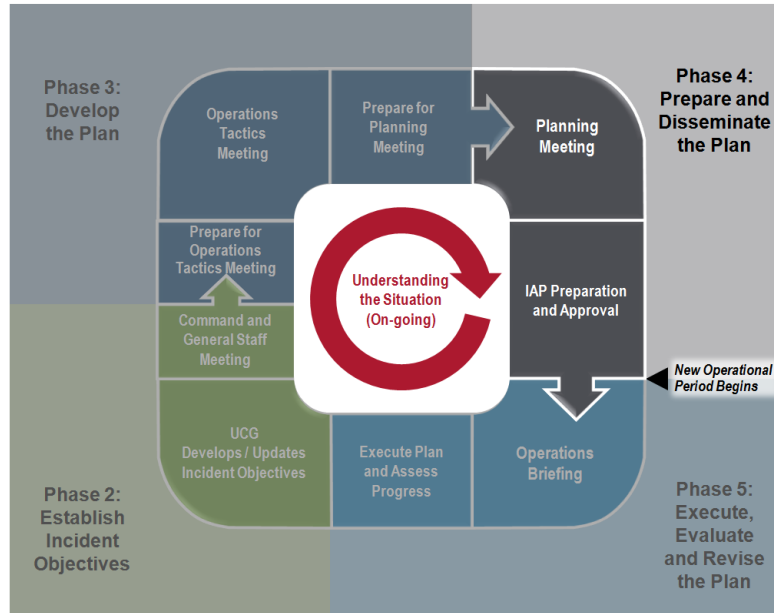 Phase 3:
Develop
the Plan
Operations
Tactics
Meeting
Prepare for
Planning
Meeting
Planning
Meeting
Phase 4:
Prepare and
Disseminate
the Plan
Prepare for
Operations
Tactics Meeting
Understanding
the Situation
(On-going)
IAP Preparation
and Approval
Command and
General Staff
Meeting
New Operational
Period Begins
UCG
Develops / Updates
Incident Objectives
Execute Plan
and Assess
Progress
Operations
Briefing
Phase 2:
Establish
Incident
Objectives
Phase 5:
Execute,
Evaluate
and Revise
the Plan